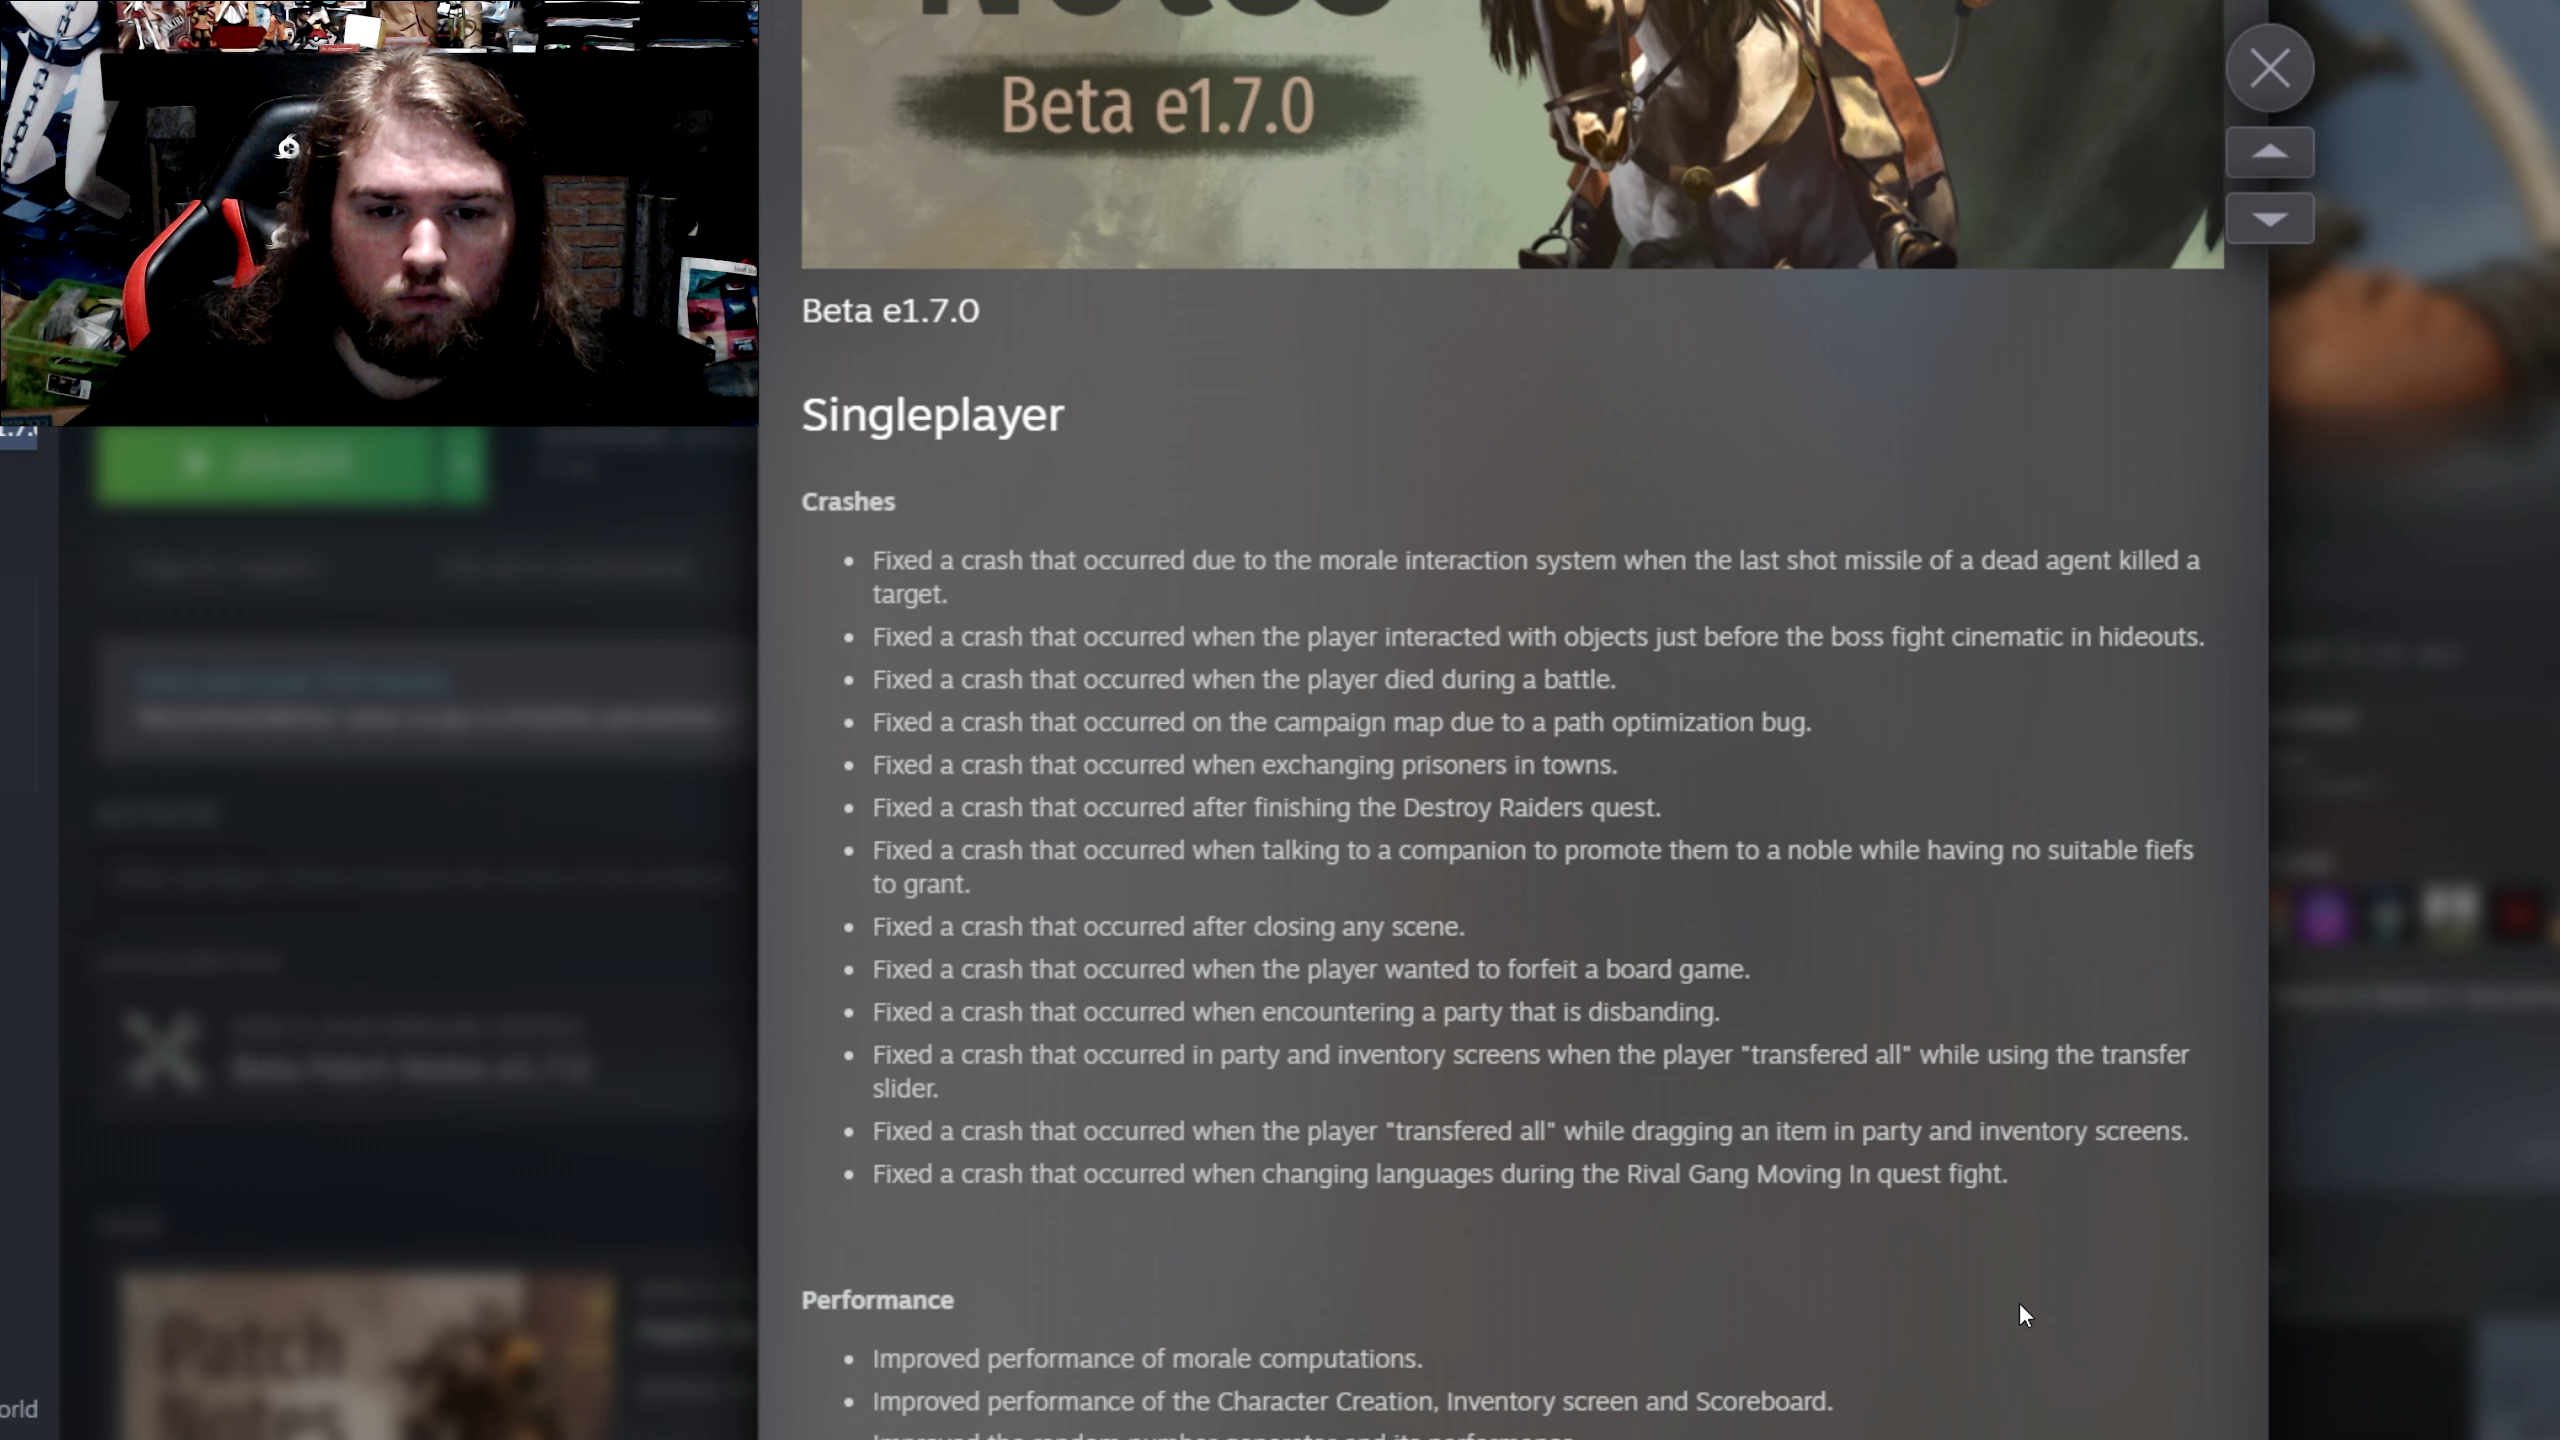 Notes
Beta e1.7.0
Beta e1.7.0
Singleplayer
Crashes
• Fixed a crash that occurred due to the morale interaction system when the last shot missile of a dead agent killed a
target.
• Fixed a crash that occurred when the player interacted with objects just before the boss fight cinematic in hideouts.
• Fixed a crash that occurred when the player died during a battle.
• Fixed a crash that occurred on the campaign map due to a path optimization bug.
• Fixed a crash that occurred when exchanging prisoners in towns.
• Fixed a crash that occurred after finishing the Destroy Raiders quest.
• Fixed a crash that occurred when talking to a companion to promote them to a noble while having no suitable fiefs
to grant.
• Fixed a crash that occurred after closing any scene.
• Fixed a crash that occurred when the player wanted to forfeit a board game.
• Fixed a crash that occurred when encountering a party that is disbanding.
• Fixed a crash that occurred in party and inventory screens when the player "transfered all" while using the transfer
slider.
• Fixed a crash that occurred when the player "transfered all" while dragging an item in party and inventory screens.
• Fixed a crash that occurred when changing languages during the Rival Gang Moving In quest fight.
Performance
• Improved performance of morale computations.
• Improved performance of the Character Creation, Inventory screen and Scoreboard.
Beta Patch Notes e1.7.0
Patch
Notes
orld